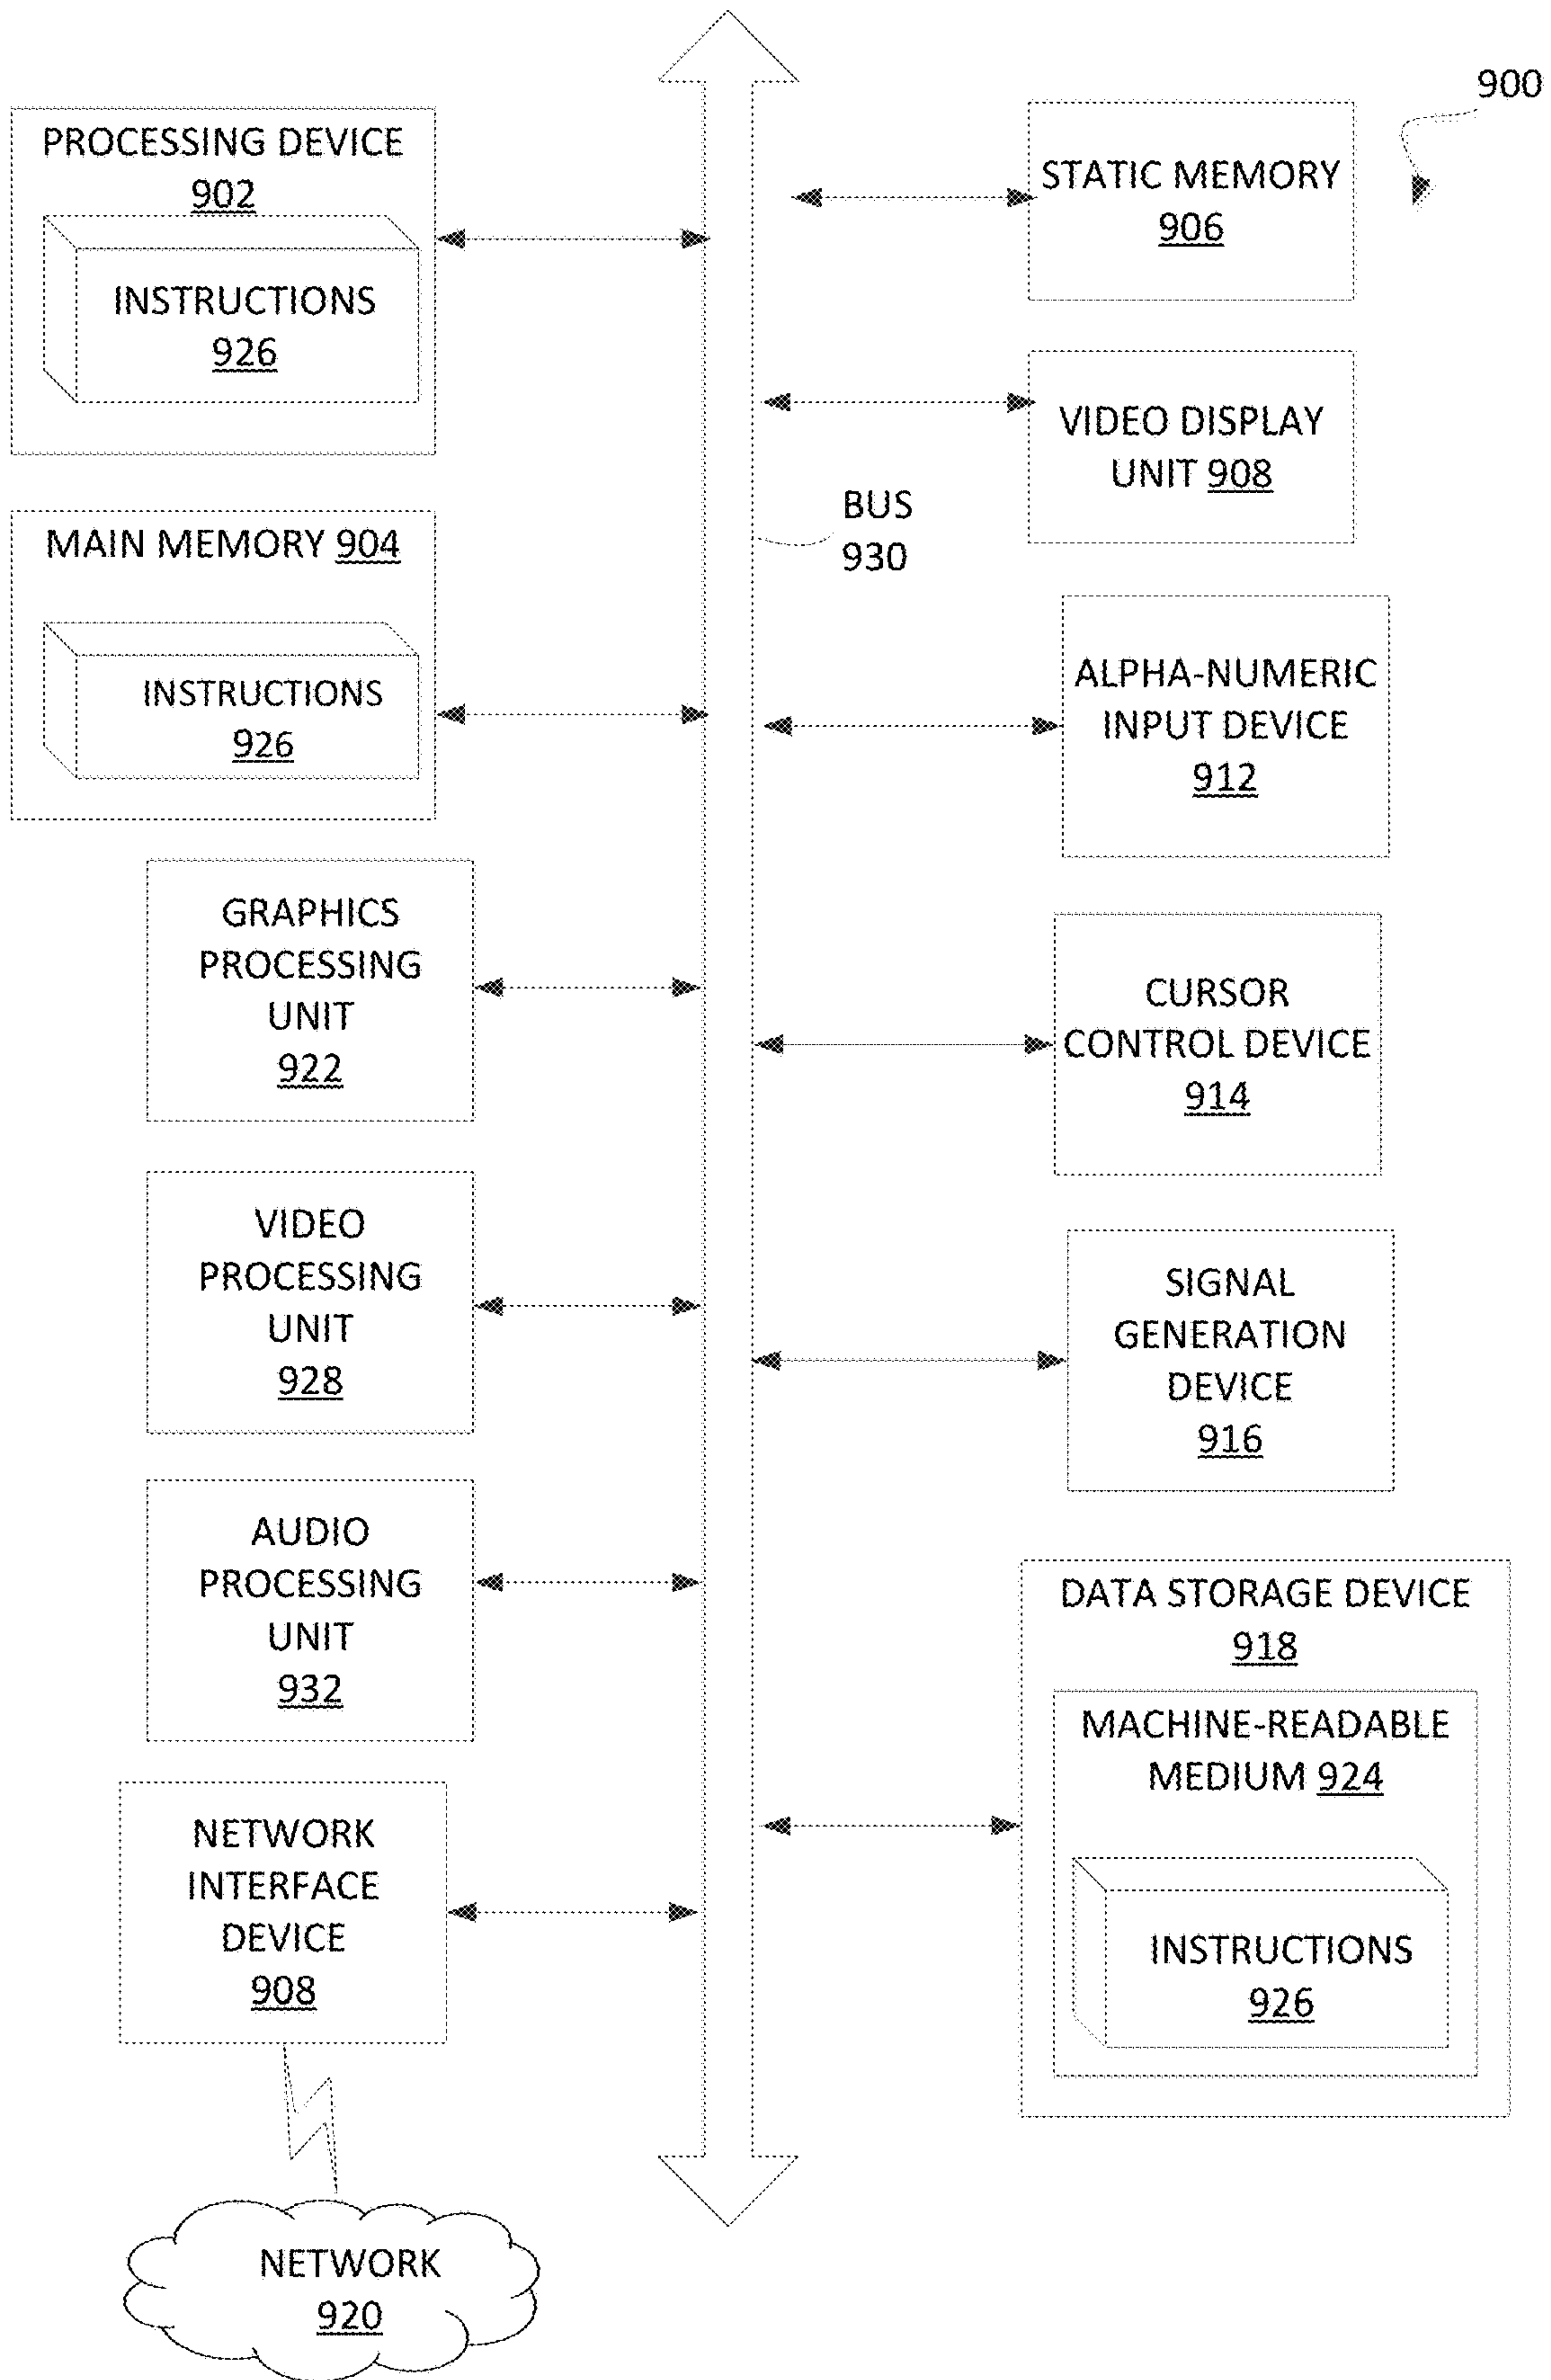 900
PROCESSING DEVICE
902
INSTRUCTIONS
926
MAIN MEMORY 904
INSTRUCTIONS
926
GRAPHICS
PROCESSING
UNIT
922
VIDEO
PROCESSING
UNIT
928
AUDIO
PROCESSING
UNIT
932
NETWORK
INTERFACE
DEVICE
908
NETWORK
920
BUS
930
STATIC MEMORY
906
VIDEO DISPLAY
UNIT 908
ALPHA-NUMERIC
INPUT DEVICE
912
CURSOR
CONTROL DEVICE
914
SIGNAL
GENERATION
DEVICE
916
DATA STORAGE DEVICE
918
MACHINE-READABLE
MEDIUM 924
INSTRUCTIONS
926